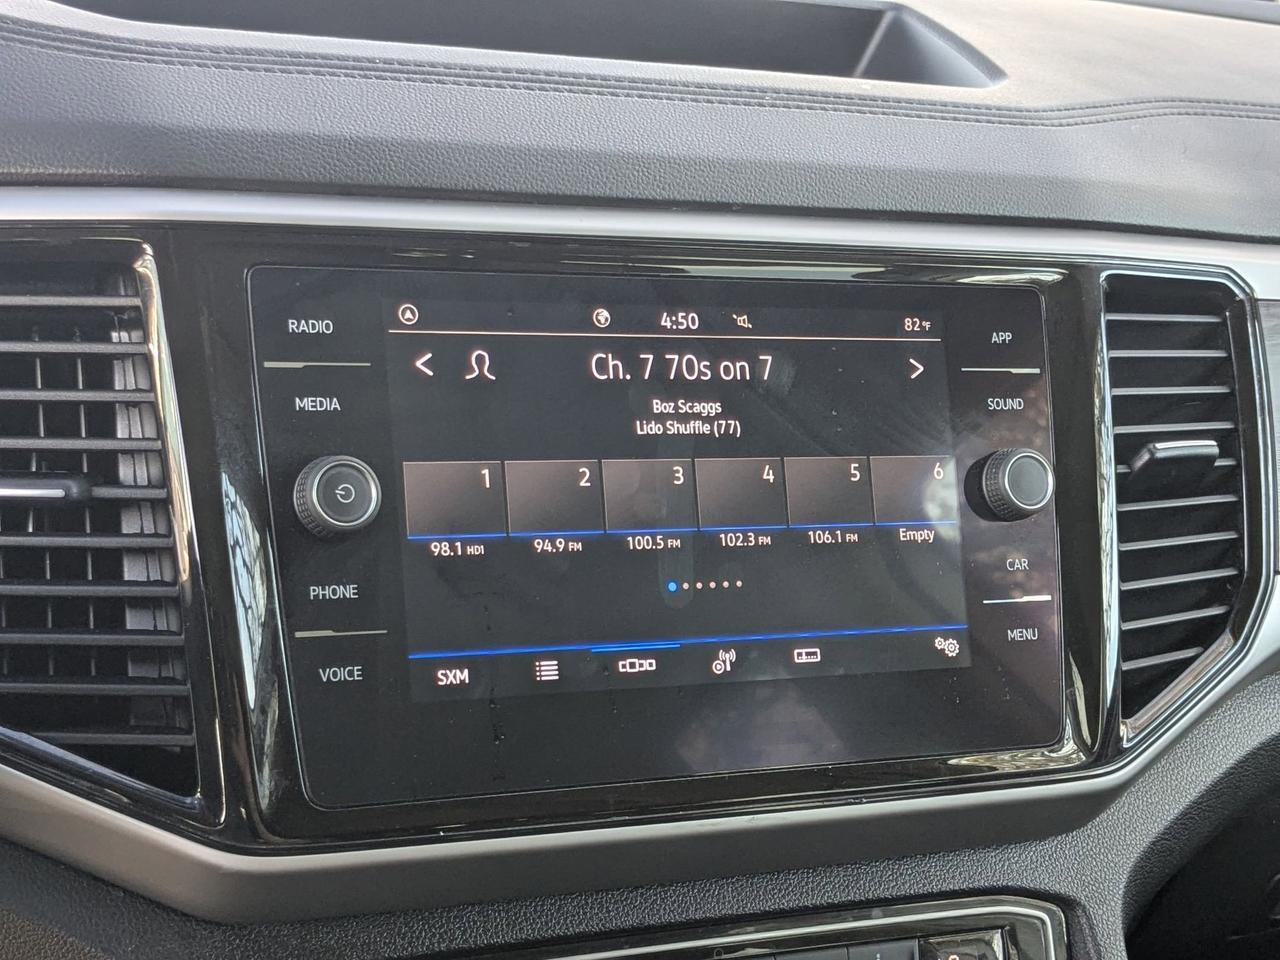 RADIO
MEDIA
PHONE
VOICE
4:50
82°F
< Ch. 7 70s on 7 >
Boz Scaggs
Lido Shuffle (77)
1 2 3 4 5 6
98.1 HD1 94.9 FM 100.5 FM 102.3 FM 106.1 FM Empty
SXM
APP
SOUND
CAR
MENU